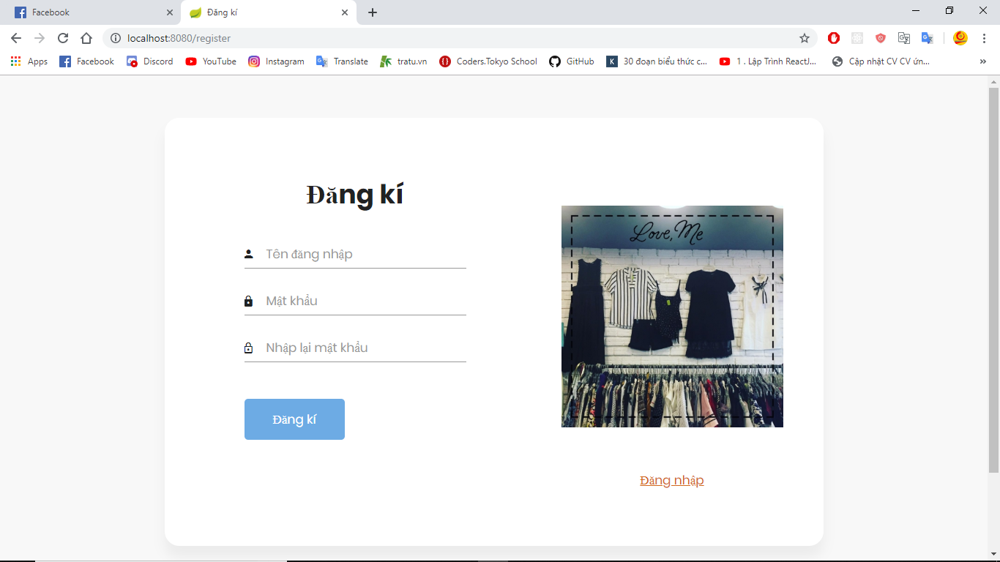 Facebook
Đăng kí
localhost:8080/register
Apps Facebook Discord YouTube Instagram Translate tratu.vn Coders.Tokyo School GitHub 30 đoạn biểu thức c... 1 . Lập Trình ReactJ... Cập nhật CV CV ứn... »
Đăng kí
Tên đăng nhập
Mật khẩu
Nhập lại mật khẩu
Đăng kí
Love, Me
Đăng nhập